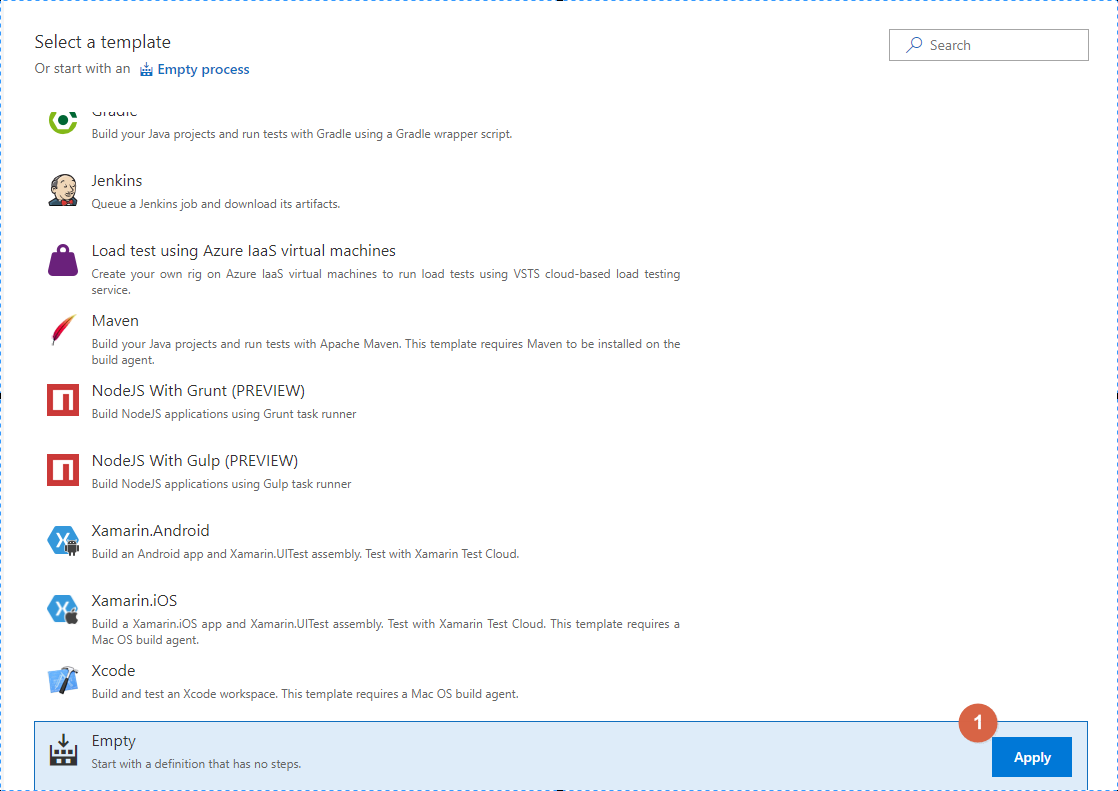 Select a template
Search
Or start with an Empty process
Gradle
Build your Java projects and run tests with Gradle using a Gradle wrapper script.
Jenkins
Queue a Jenkins job and download its artifacts.
Load test using Azure IaaS virtual machines
Create your own rig on Azure IaaS virtual machines to run load tests using VSTS cloud-based load testing
service.
Maven
Build your Java projects and run tests with Apache Maven. This template requires Maven to be installed on the
build agent.
NodeJS With Grunt (PREVIEW)
Build NodeJS applications using Grunt task runner
NodeJS With Gulp (PREVIEW)
Build NodeJS applications using Gulp task runner
Xamarin.Android
Build an Android app and Xamarin.UITest assembly. Test with Xamarin Test Cloud.
Xamarin.iOS
Build a Xamarin.iOS app and Xamarin.UITest assembly. Test with Xamarin Test Cloud. This template requires a
Mac OS build agent.
Xcode
Build and test an Xcode workspace. This template requires a Mac OS build agent.
Empty
Start with a definition that has no steps.
1
Apply